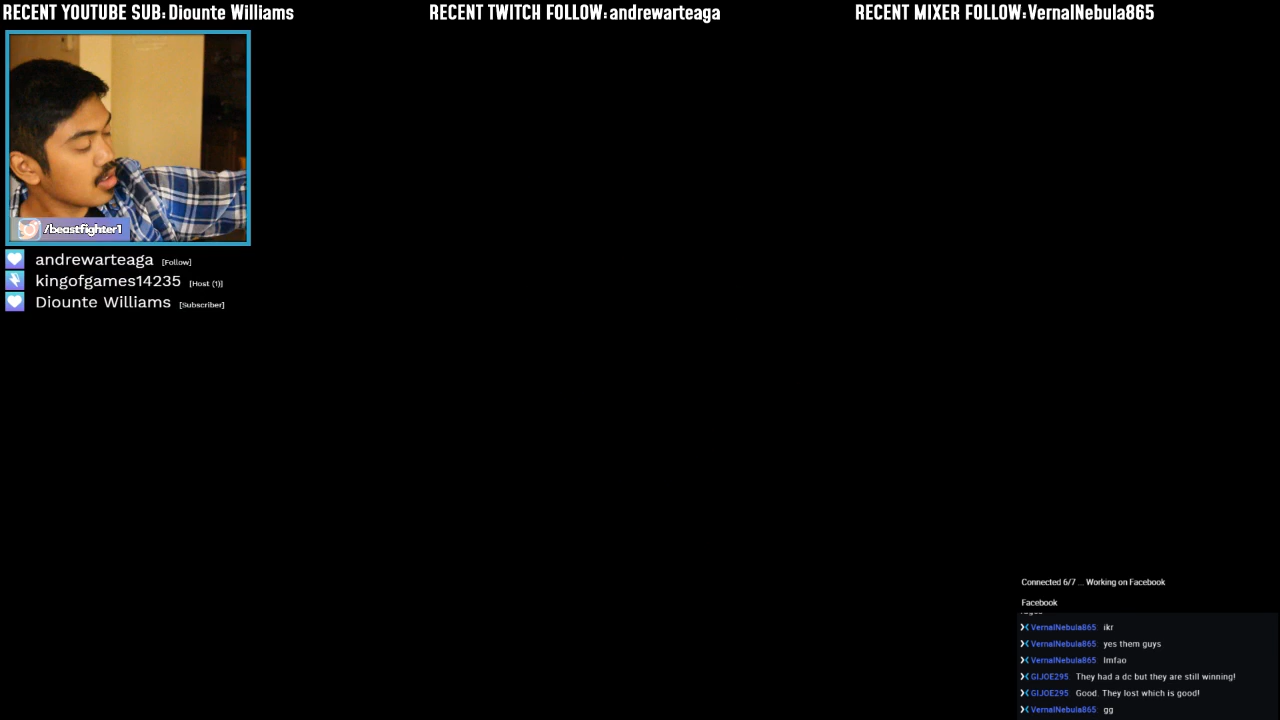 RECENT YOUTUBE SUB: Diounte Williams
RECENT TWITCH FOLLOW: andrewarteaga
RECENT MIXER FOLLOW: VernalNebula865
/beastfighter1
andrewarteaga [Follow]
kingofgames14235 [Host (1)]
Diounte Williams [Subscriber]
Connected 6/7 ... Working on Facebook
Facebook
VernalNebula865 ikr
VernalNebula865 yes them guys
VernalNebula865 lmfao
GIJOE295 They had a dc but they are still winning!
GIJOE295 Good. They lost which is good!
VernalNebula865 gg